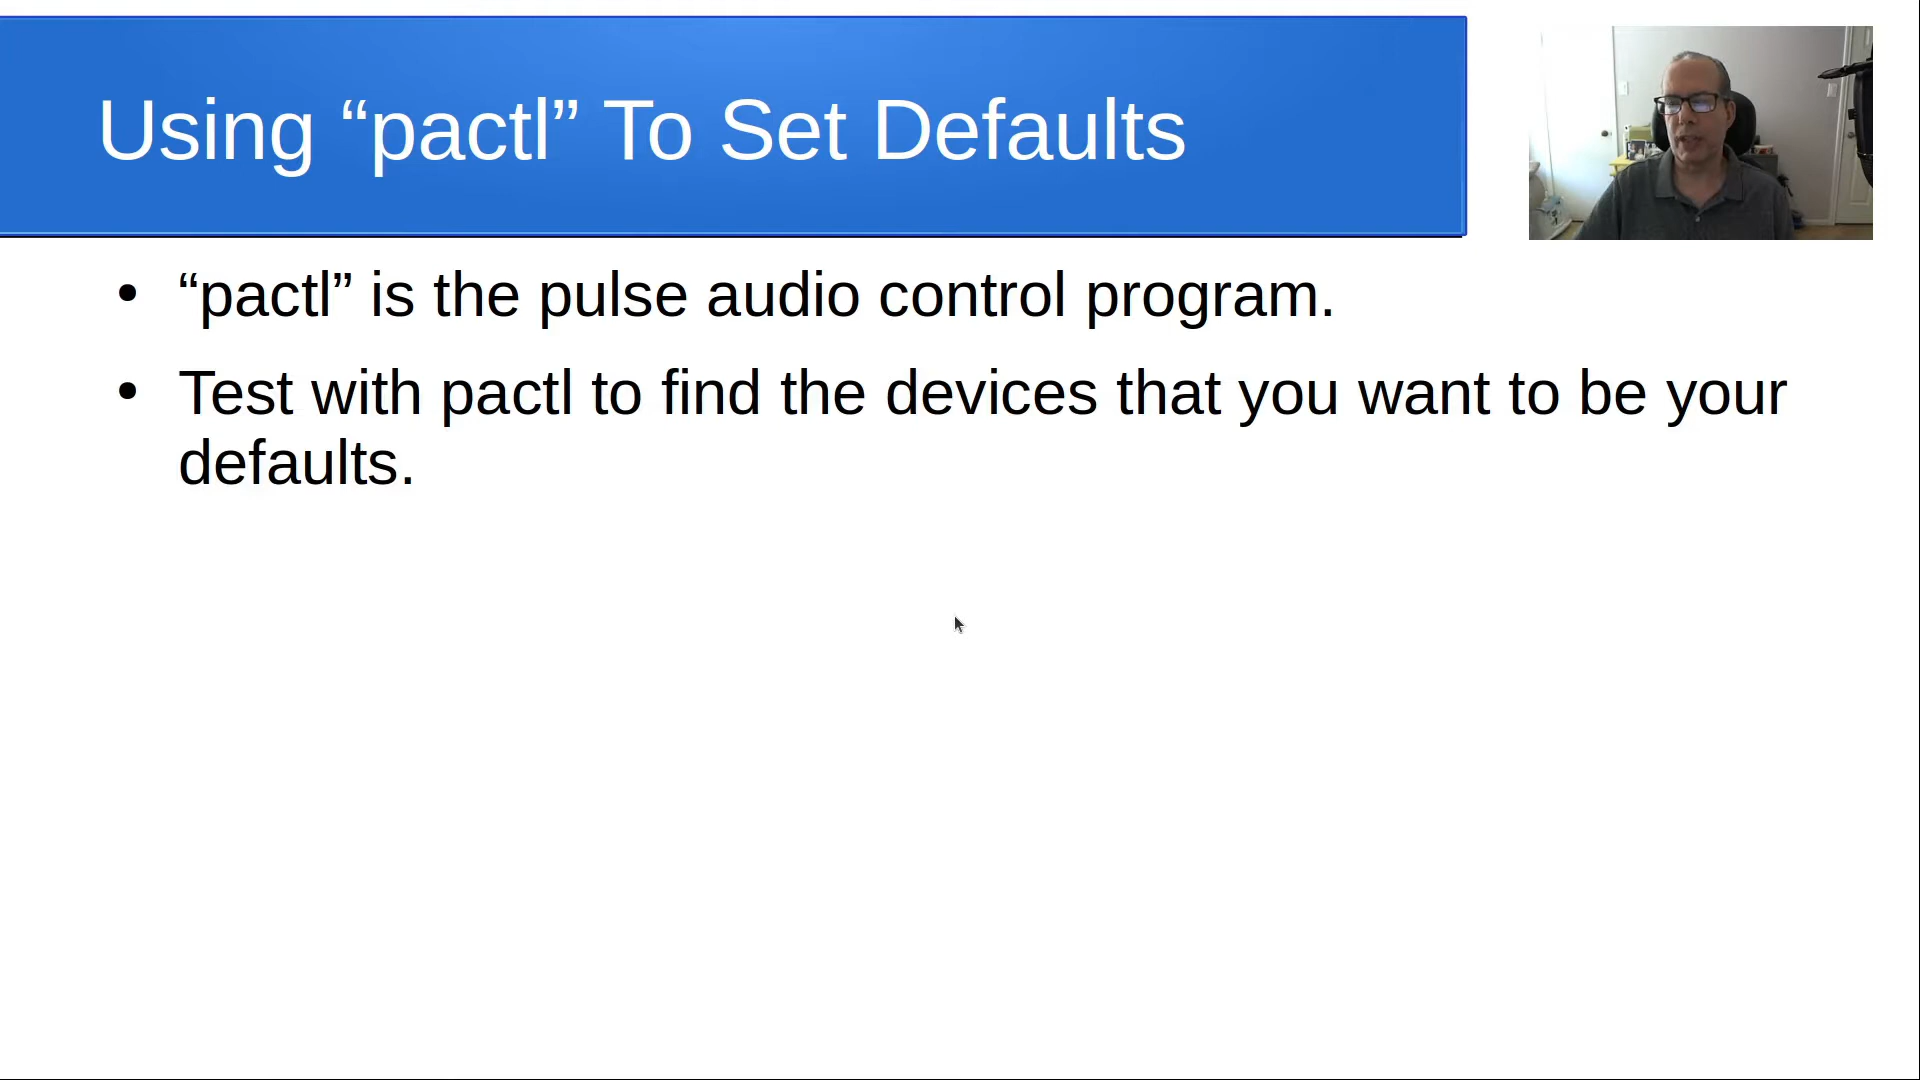 Using “pactl” To Set Defaults
• “pactl” is the pulse audio control program.
• Test with pactl to find the devices that you want to be your
defaults.